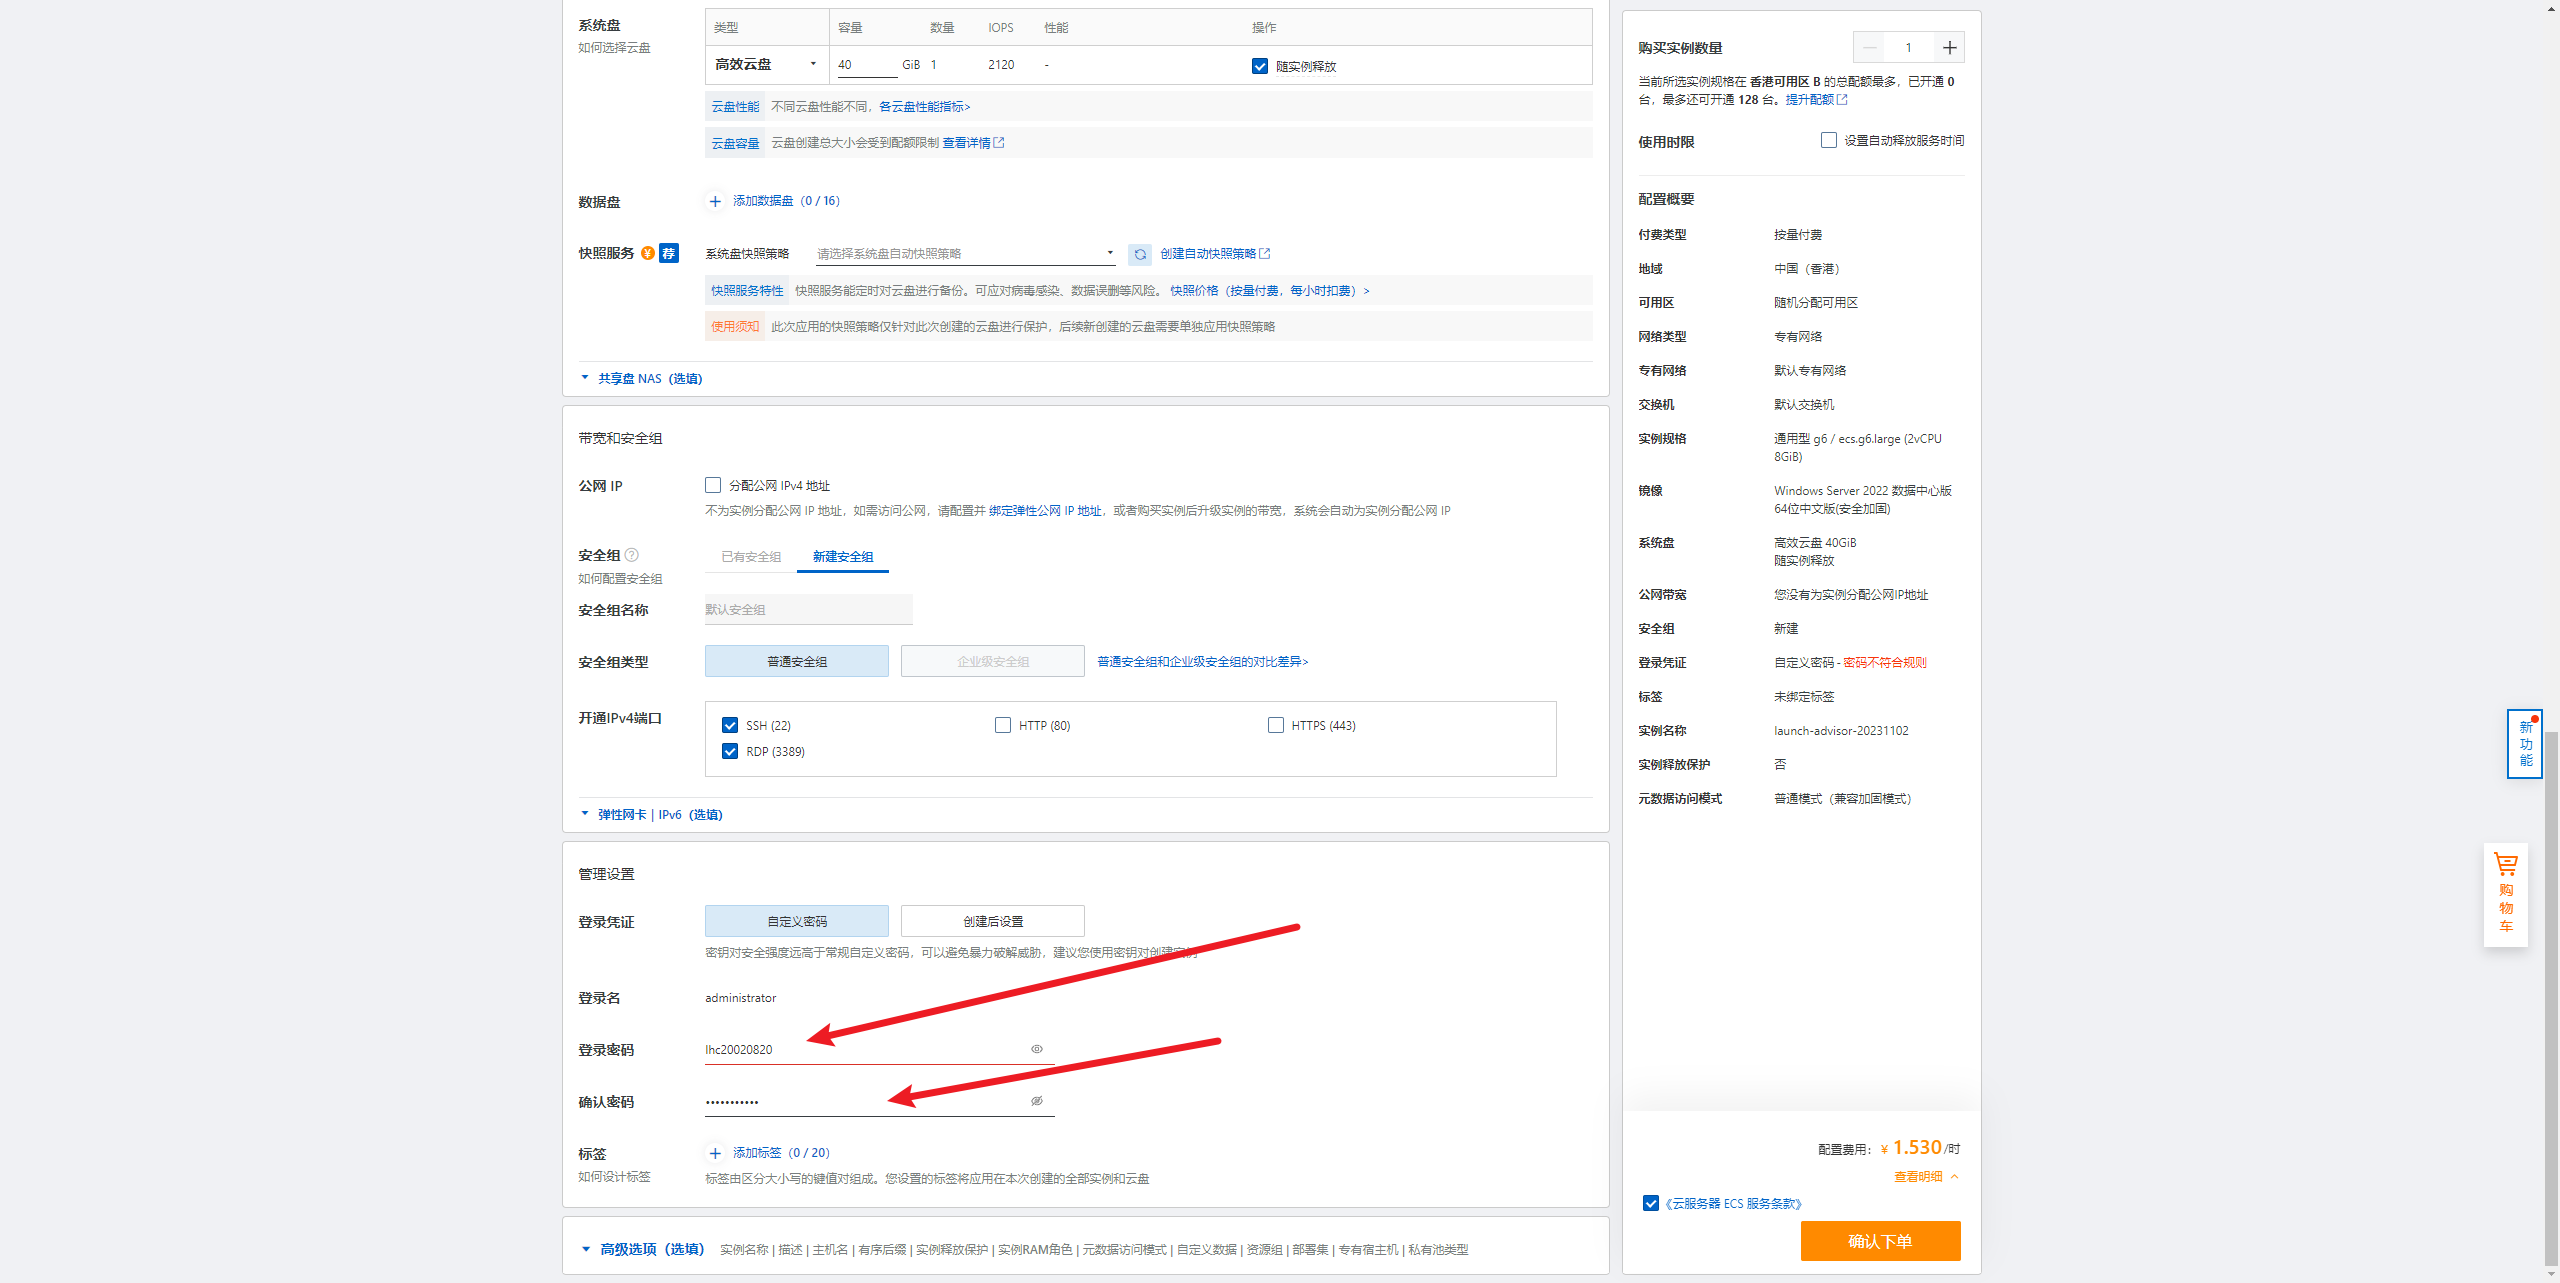 系统盘
如何选择云盘
类型 容量 数量 IOPS 性能 操作
高效云盘 40 GiB 1 2120 - 随实例释放
云盘性能 不同云盘性能不同，各云盘性能指标>
云盘容量 云盘创建总大小会受到配额限制 查看详情
数据盘 添加数据盘（0 / 16）
快照服务 ¥ 荐 系统盘快照策略 请选择系统盘自动快照策略 创建自动快照策略
快照服务特性 快照服务能定时对云盘进行备份。可应对病毒感染、数据误删等风险。 快照价格（按量付费，每小时扣费）>
使用须知 此次应用的快照策略仅针对此次创建的云盘进行保护，后续新创建的云盘需要单独应用快照策略
共享盘 NAS（选填）
带宽和安全组
公网 IP 分配公网 IPv4 地址
不为实例分配公网 IP 地址，如需访问公网，请配置并 绑定弹性公网 IP 地址，或者购买实例后升级实例的带宽，系统会自动为实例分配公网 IP
安全组 ? 已有安全组 新建安全组
如何配置安全组
安全组名称 默认安全组
安全组类型 普通安全组 企业级安全组 普通安全组和企业级安全组的对比差异>
开通IPv4端口 SSH (22) HTTP (80) HTTPS (443)
RDP (3389)
弹性网卡 | IPv6（选填）
管理设置
登录凭证 自定义密码 创建后设置
密钥对安全强度远高于常规自定义密码，可以避免暴力破解威胁，建议您使用密钥对创建实例
登录名 administrator
登录密码 lhc20020820
确认密码 •••••••••••
标签 添加标签（0 / 20）
如何设计标签 标签由区分大小写的键值对组成。您设置的标签将应用在本次创建的全部实例和云盘
高级选项（选填） 实例名称 | 描述 | 主机名 | 有序后缀 | 实例释放保护 | 实例RAM角色 | 元数据访问模式 | 自定义数据 | 资源组 | 部署集 | 专有宿主机 | 私有池类型
购买实例数量 1
当前所选实例规格在 香港可用区 B 的总配额最多，已开通 0
台，最多还可开通 128 台。提升配额
使用时限 设置自动释放服务时间
配置概要
付费类型 按量付费
地域 中国（香港）
可用区 随机分配可用区
网络类型 专有网络
专有网络 默认专有网络
交换机 默认交换机
实例规格 通用型 g6 / ecs.g6.large (2vCPU
8GiB)
镜像 Windows Server 2022 数据中心版
64位中文版(安全加固)
系统盘 高效云盘 40GiB
随实例释放
公网带宽 您没有为实例分配公网IP地址
安全组 新建
登录凭证 自定义密码 - 密码不符合规则
标签 未绑定标签
实例名称 launch-advisor-20231102
实例释放保护 否
元数据访问模式 普通模式（兼容加固模式）
配置费用：¥ 1.530 /时
查看明细
《云服务器 ECS 服务条款》
确认下单
新
功
能
购
物
车